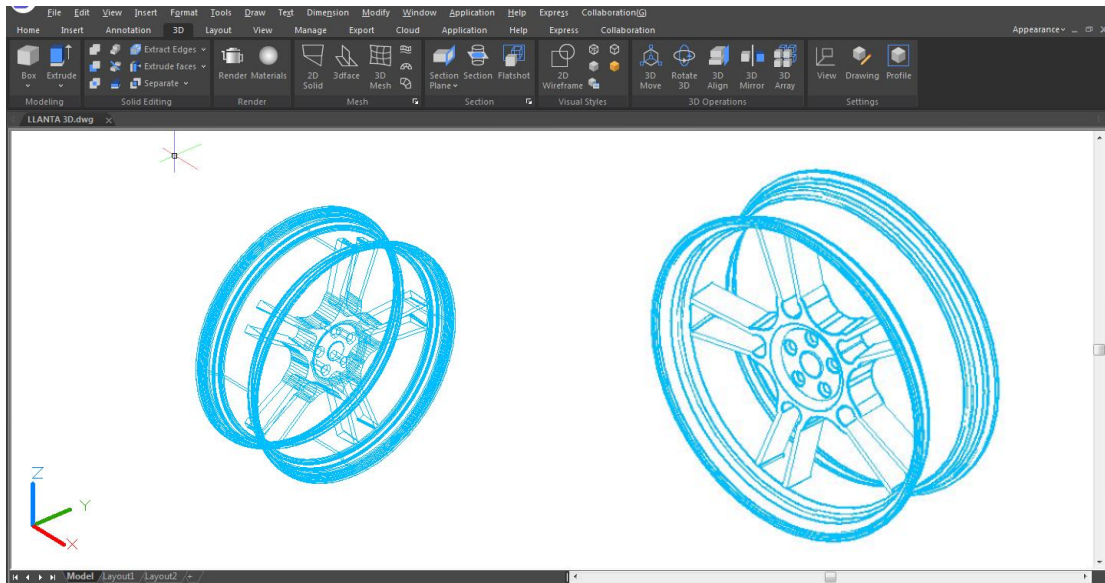 File Edit View Insert Format Tools Draw Text Dimension Modify Window Application Help Express Collaboration(G)
Home Insert Annotation 3D Layout View Manage Export Cloud Application Help Express Collaboration Appearance
Box Extrude Extrude Edges Render Materials 2D Solid 3dface 3D Mesh Section Plane Section Flatshot 2D Wireframe 3D Move Rotate 3D 3D Align 3D Mirror 3D Array View Drawing Profile
Extrude faces
Separate
Modeling Solid Editing Render Mesh Section Visual Styles 3D Operations Settings
LLANTA 3D.dwg
Z
Y
X
Model Layout1 Layout2 +